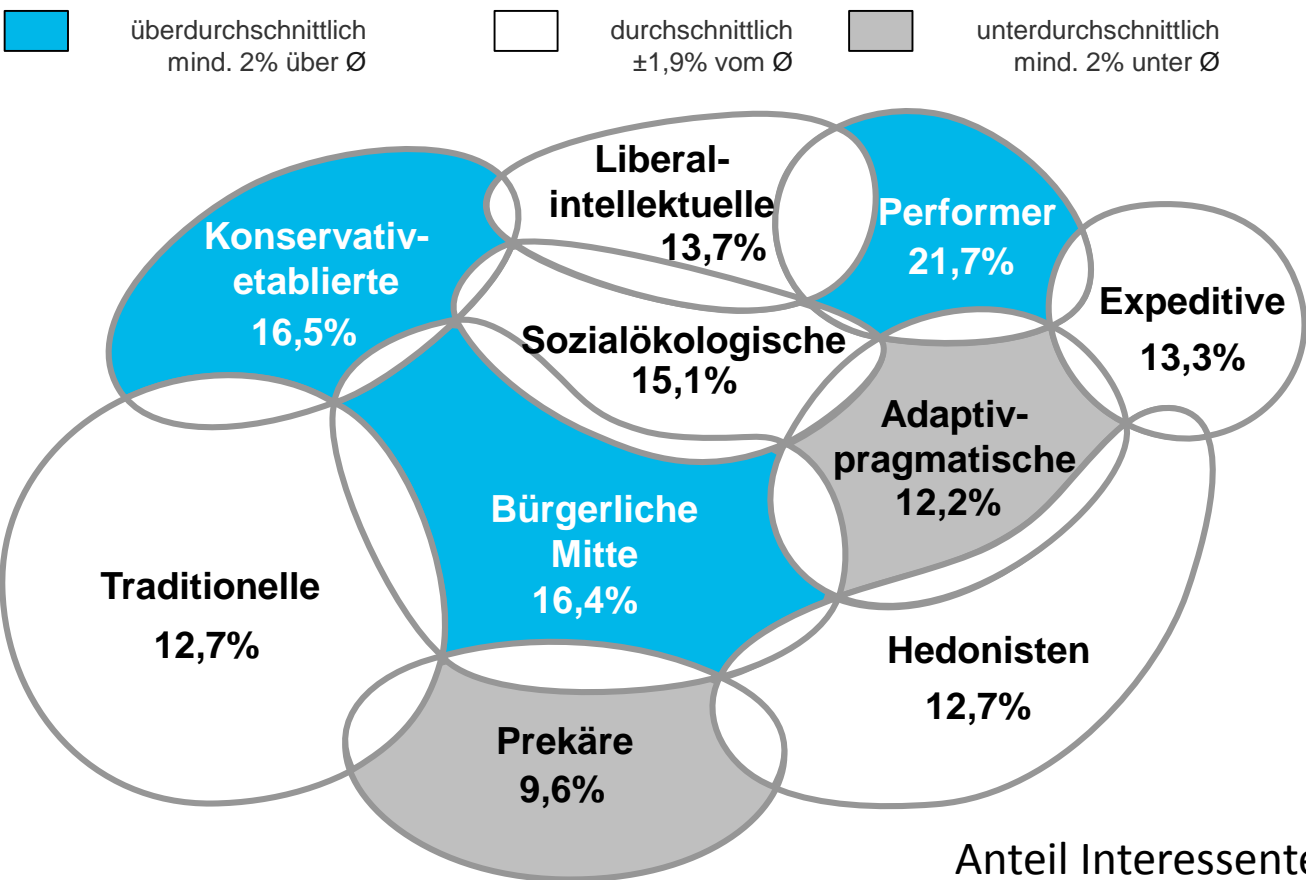 überdurchschnittlich
mind. 2% über Ø
durchschnittlich
±1,9% vom Ø
unterdurchschnittlich
mind. 2% unter Ø
Liberal-
intellektuelle
13,7%
Performer
21,7%
Konservativ-
etablierte
16,5%
Expeditive
13,3%
Sozialökologische
15,1%
Adaptiv-
pragmatische
12,2%
Bürgerliche
Mitte
16,4%
Traditionelle
12,7%
Hedonisten
12,7%
Prekäre
9,6%
Anteil Interessente